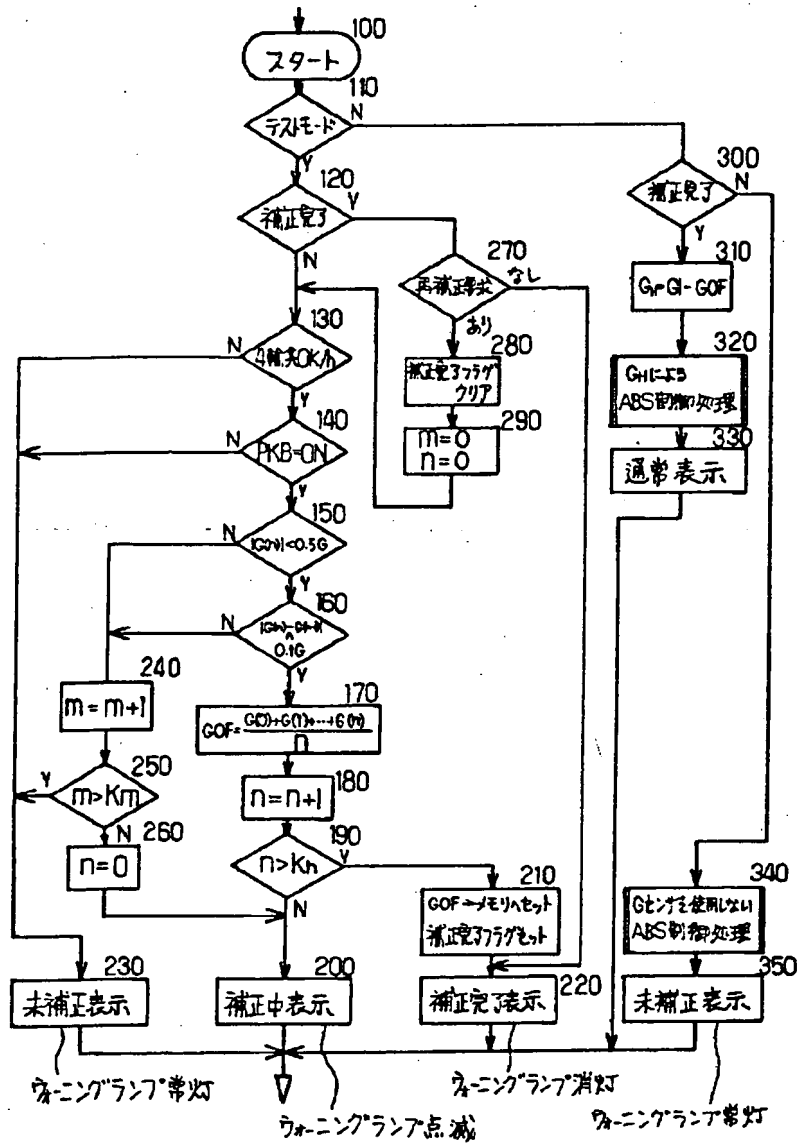 100
スタート
110
テストモード
N
Y
120
補正完了
Y
N
270
再補正要求
なし
あり
280
補正完了フラグ
クリア
290
m=0
n=0
130
N
Y
140
PKB=ON
N
Y
150
|G(n)|<0.5G
N
Y
160
0.1G
N
Y
170
GOF=
G(0)+G(1)+…+G(n)
n
180
n=n+1
190
n>Kn
Y
N
240
m=m+1
250
m>Km
Y
N
260
n=0
210
GOF→メモリへセット
補正完了フラグセット
230
未補正表示
200
補正中表示
220
補正完了表示
300
補正完了
N
Y
310
320
GHによる
ABS制御処理
330
通常表示
340
Gセンサを使用しない
ABS制御処理
350
未補正表示
ウォーニングランプ常灯
ウォーニングランプ点滅
ウォーニングランプ消灯
ウォーニングランプ常灯